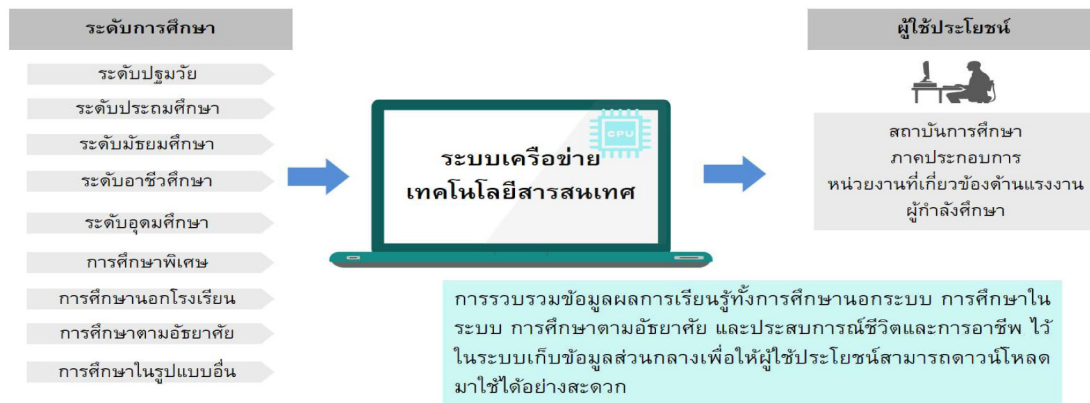 ระดับการศึกษา
ระดับปฐมวัย
ระดับประถมศึกษา
ระดับมัธยมศึกษา
ระดับอาชีวศึกษา
ระดับอุดมศึกษา
การศึกษาพิเศษ
การศึกษานอกโรงเรียน
การศึกษาตามอัธยาศัย
การศึกษาในรูปแบบอื่น
CPU
ระบบเครือข่าย
เทคโนโลยีสารสนเทศ
ผู้ใช้ประโยชน์
สถาบันการศึกษา
ภาคประกอบการ
หน่วยงานที่เกี่ยวข้องด้านแรงงาน
ผู้กำลังศึกษา
การรวบรวมข้อมูลผลการเรียนรู้ทั้งการศึกษานอกระบบ การศึกษาใน
ระบบ การศึกษาตามอัธยาศัย และประสบการณ์ชีวิตและการอาชีพ ไว้
ในระบบเก็บข้อมูลส่วนกลางเพื่อให้ผู้ใช้ประโยชน์สามารถดาวน์โหลด
มาใช้ได้อย่างสะดวก